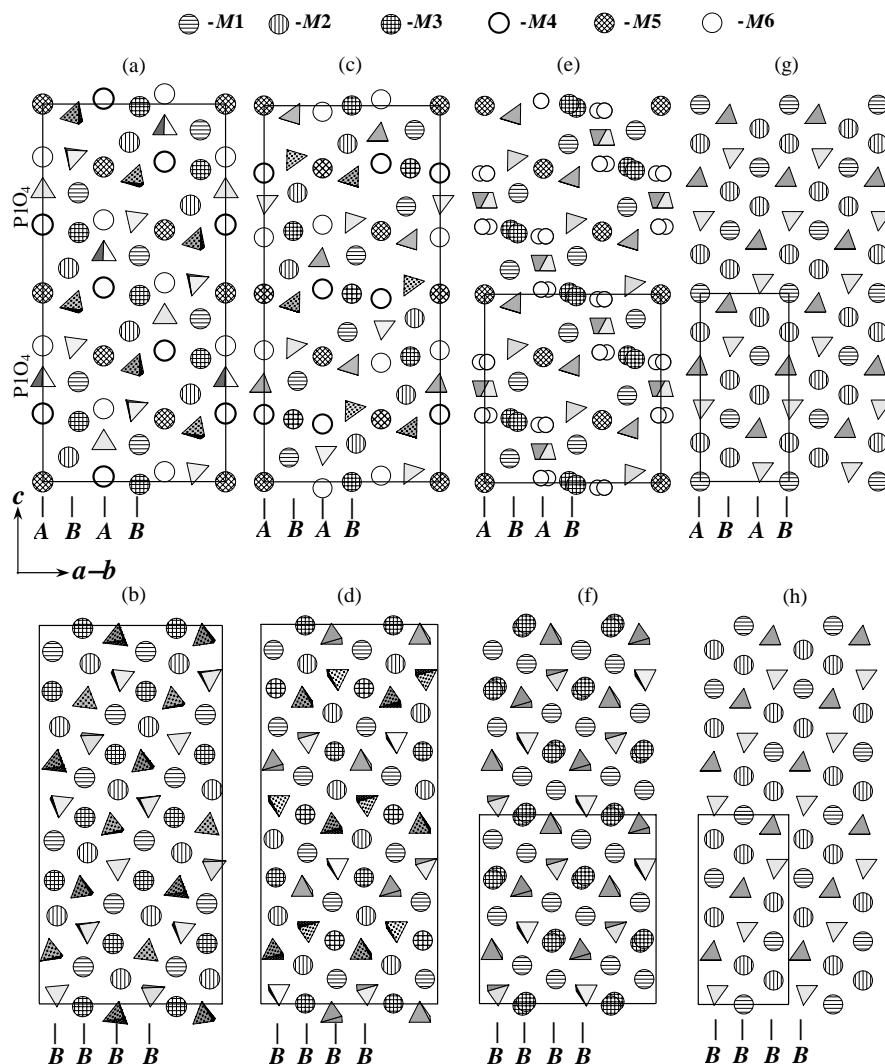 -M1 -M2 -M3 -M4 -M5 -M6
(a) (c) (e) (g)
P1O4
P1O4
c
A B A B A B A B A B A B A B A B
a–b
(b) (d) (f) (h)
B B B B B B B B B B B B B B B B